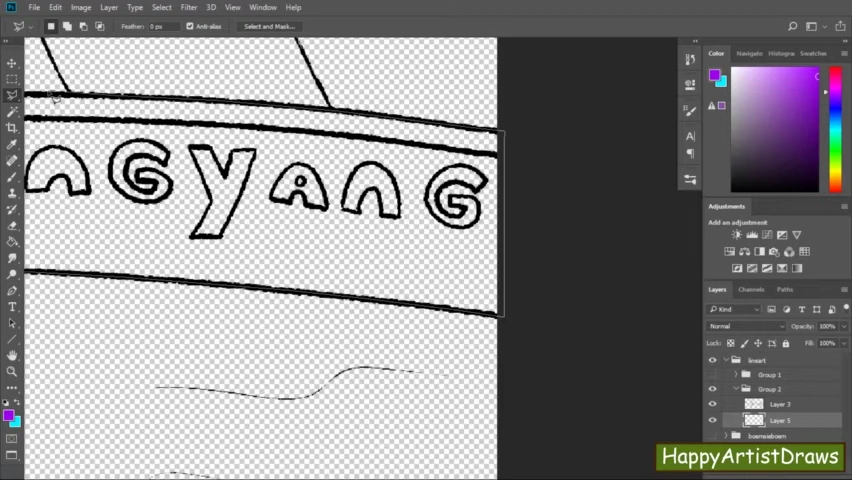 File Edit Image Layer Type Select Filter 3D View Window Help
Feather: 0 px Anti-alias Select and Mask...
Color Navigator Histogram Swatches
nGyanG
Adjustments
Add an adjustment
Layers Channels Paths
Kind
Normal Opacity: 100%
Lock: Fill: 100%
lineart
Group 1
Group 2
Layer 3
Layer 5
boemsieboem
HappyArtistDraws